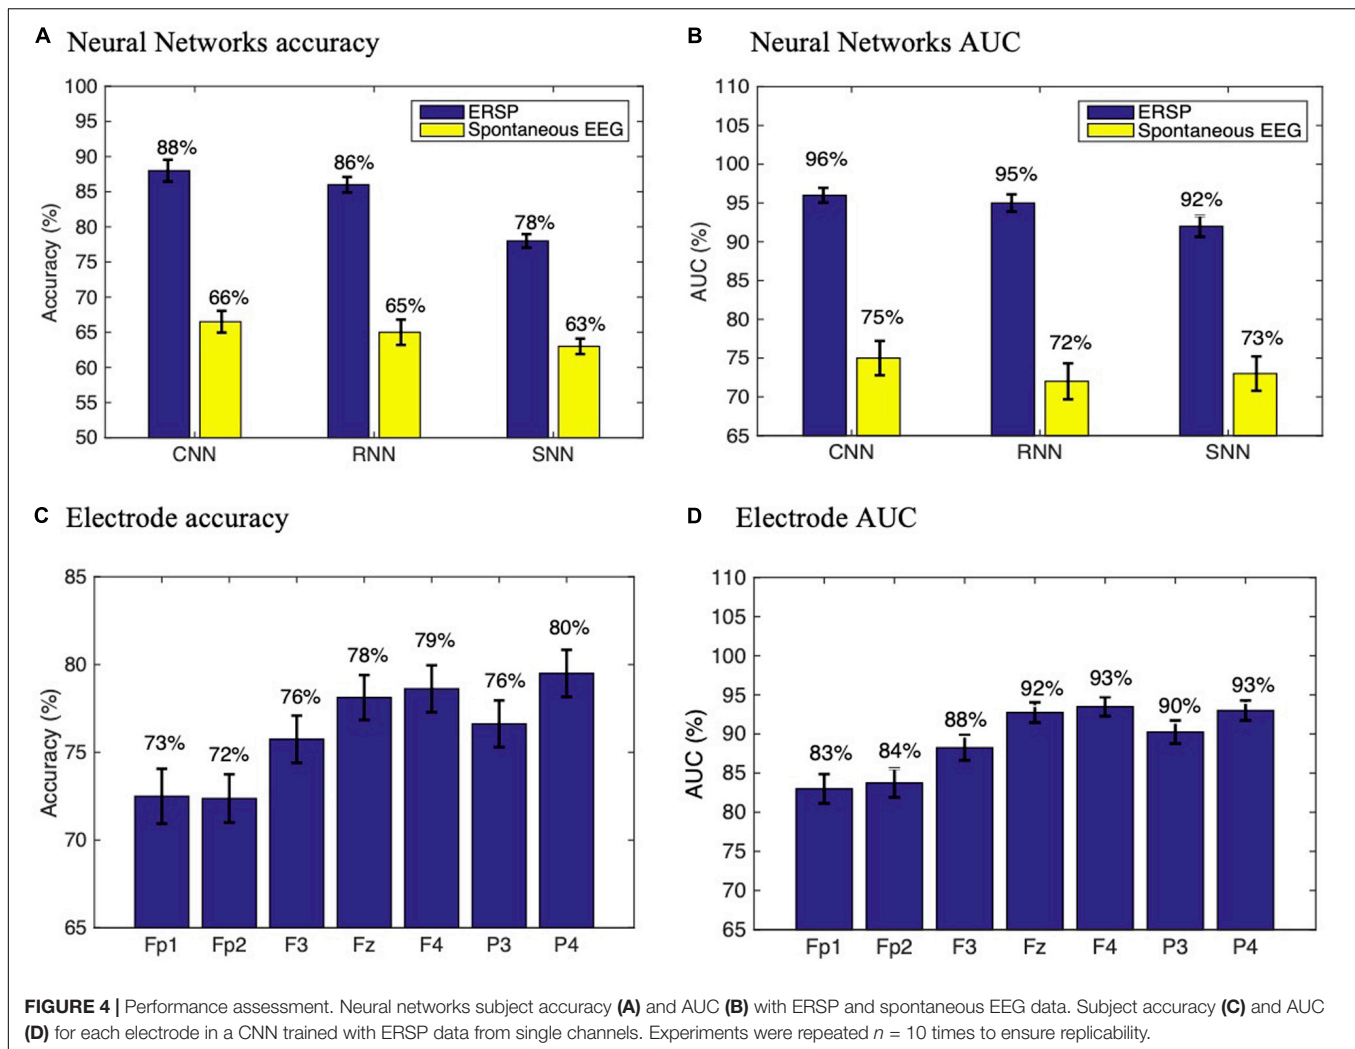 A Neural Networks accuracy
100
95
90
85
80
75
70
65
60
55
50
Accuracy (%)
ERSP
Spontaneous EEG
88%
66%
86%
65%
78%
63%
CNN RNN SNN
B Neural Networks AUC
110
105
100
95
90
85
80
75
70
65
AUC (%)
ERSP
Spontaneous EEG
96%
75%
95%
72%
92%
73%
CNN RNN SNN
C Electrode accuracy
85
80
75
70
65
Accuracy (%)
73% 72% 76% 78% 79% 76% 80%
Fp1 Fp2 F3 Fz F4 P3 P4
D Electrode AUC
110
105
100
95
90
85
80
75
70
65
AUC (%)
83% 84% 88% 92% 93% 90% 93%
Fp1 Fp2 F3 Fz F4 P3 P4
FIGURE 4 | Performance assessment. Neural networks subject accuracy (A) and AUC (B) with ERSP and spontaneous EEG data. Subject accuracy (C) and AUC
(D) for each electrode in a CNN trained with ERSP data from single channels. Experiments were repeated n = 10 times to ensure replicability.